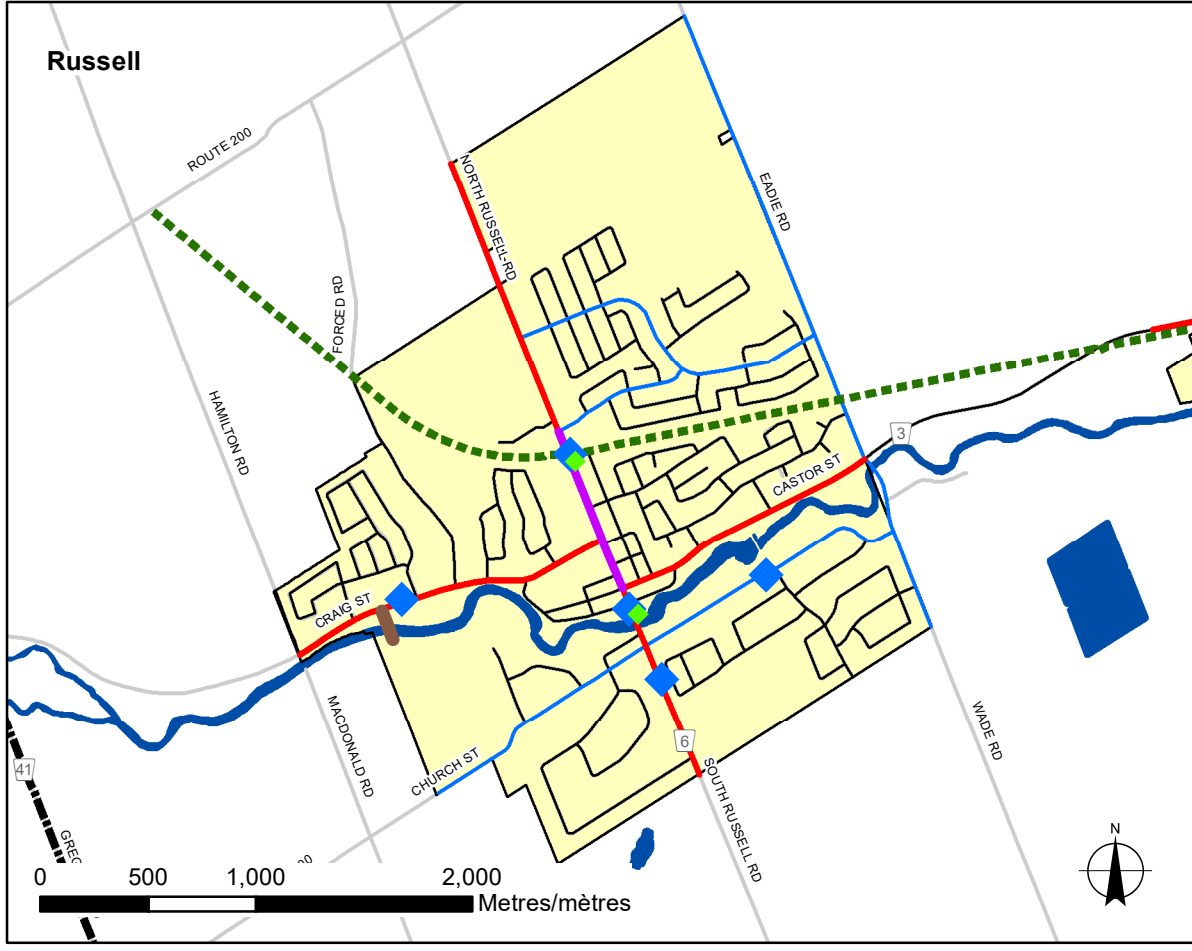 Russell
ROUTE 200
NORTH RUSSELL RD
EADIE RD
FORCED RD
HAMILTON RD
3
CASTOR ST
CRAIG ST
MACDONALD RD
CHURCH ST
6
WADE RD
SOUTH RUSSELL RD
41
N
0 500 1,000 2,000
Metres/mètres